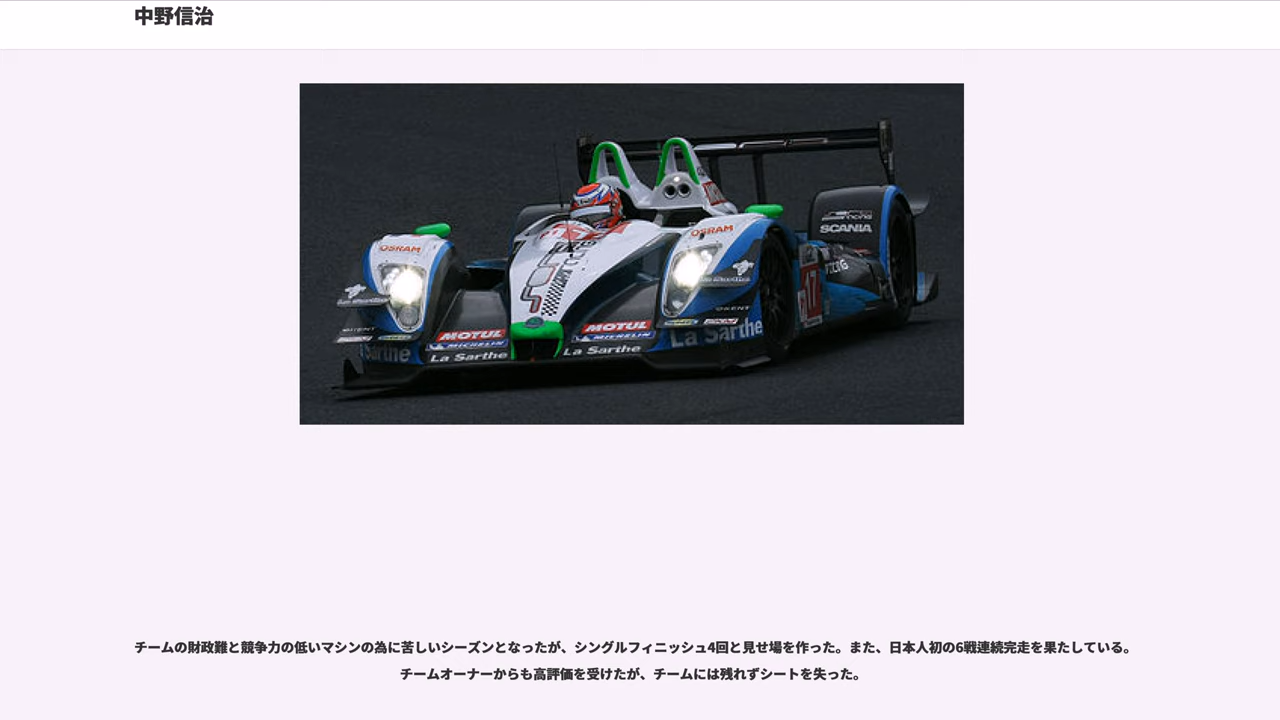 中野信治
OSRAM
OSRAM
SCANIA
17
MOTUL
MICHELIN
La Sarthe
MOTUL
MICHELIN
La Sarthe
La Sarthe
チームの財政難と競争力の低いマシンの為に苦しいシーズンとなったが、シングルフィニッシュ4回と見せ場を作った。また、日本人初の6戦連続完走を果たしている。
チームオーナーからも高評価を受けたが、チームには残れずシートを失った。